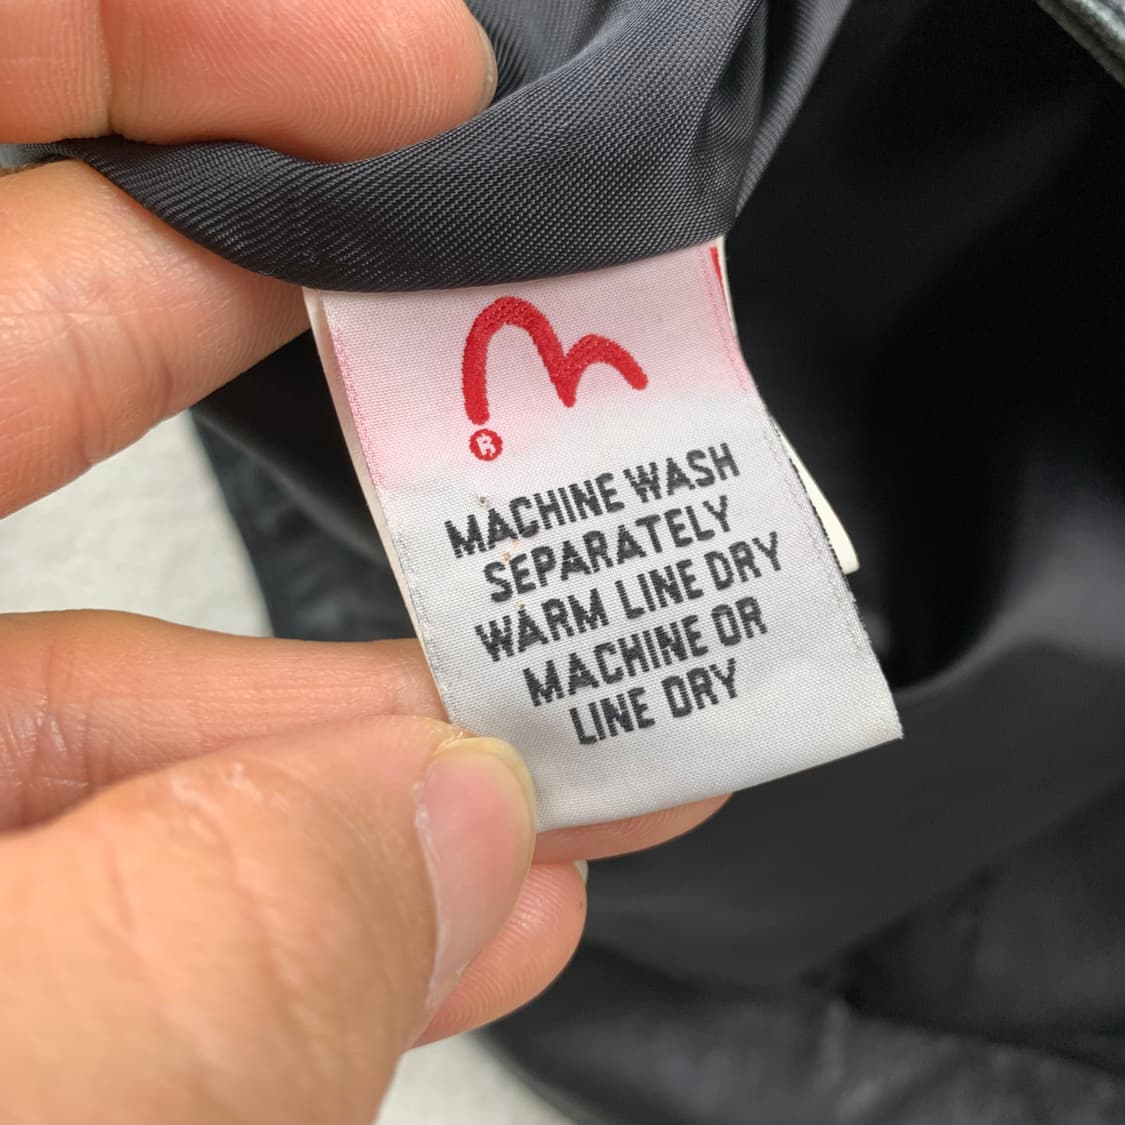 ®
MACHINE WASH
SEPARATELY
WARM LINE DRY
MACHINE OR
LINE DRY